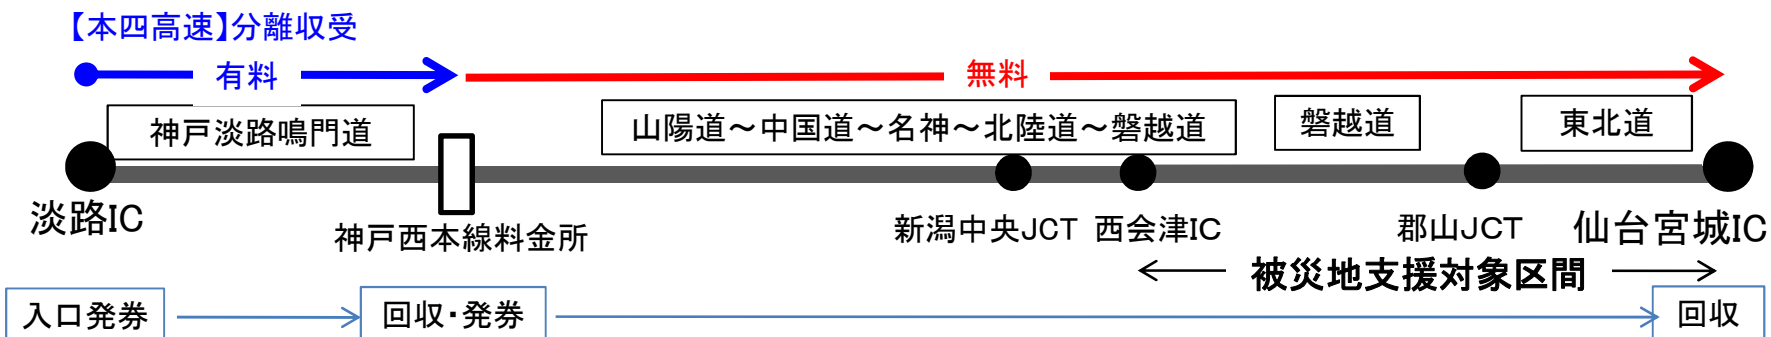 【本四高速】分離収受
有料
無料
神戸淡路鳴門道
山陽道～中国道～名神～北陸道～磐越道
磐越道
東北道
淡路IC
神戸西本線料金所
新潟中央JCT
西会津IC
郡山JCT
仙台宮城IC
被災地支援対象区間
入口発券
回収・発券
回収